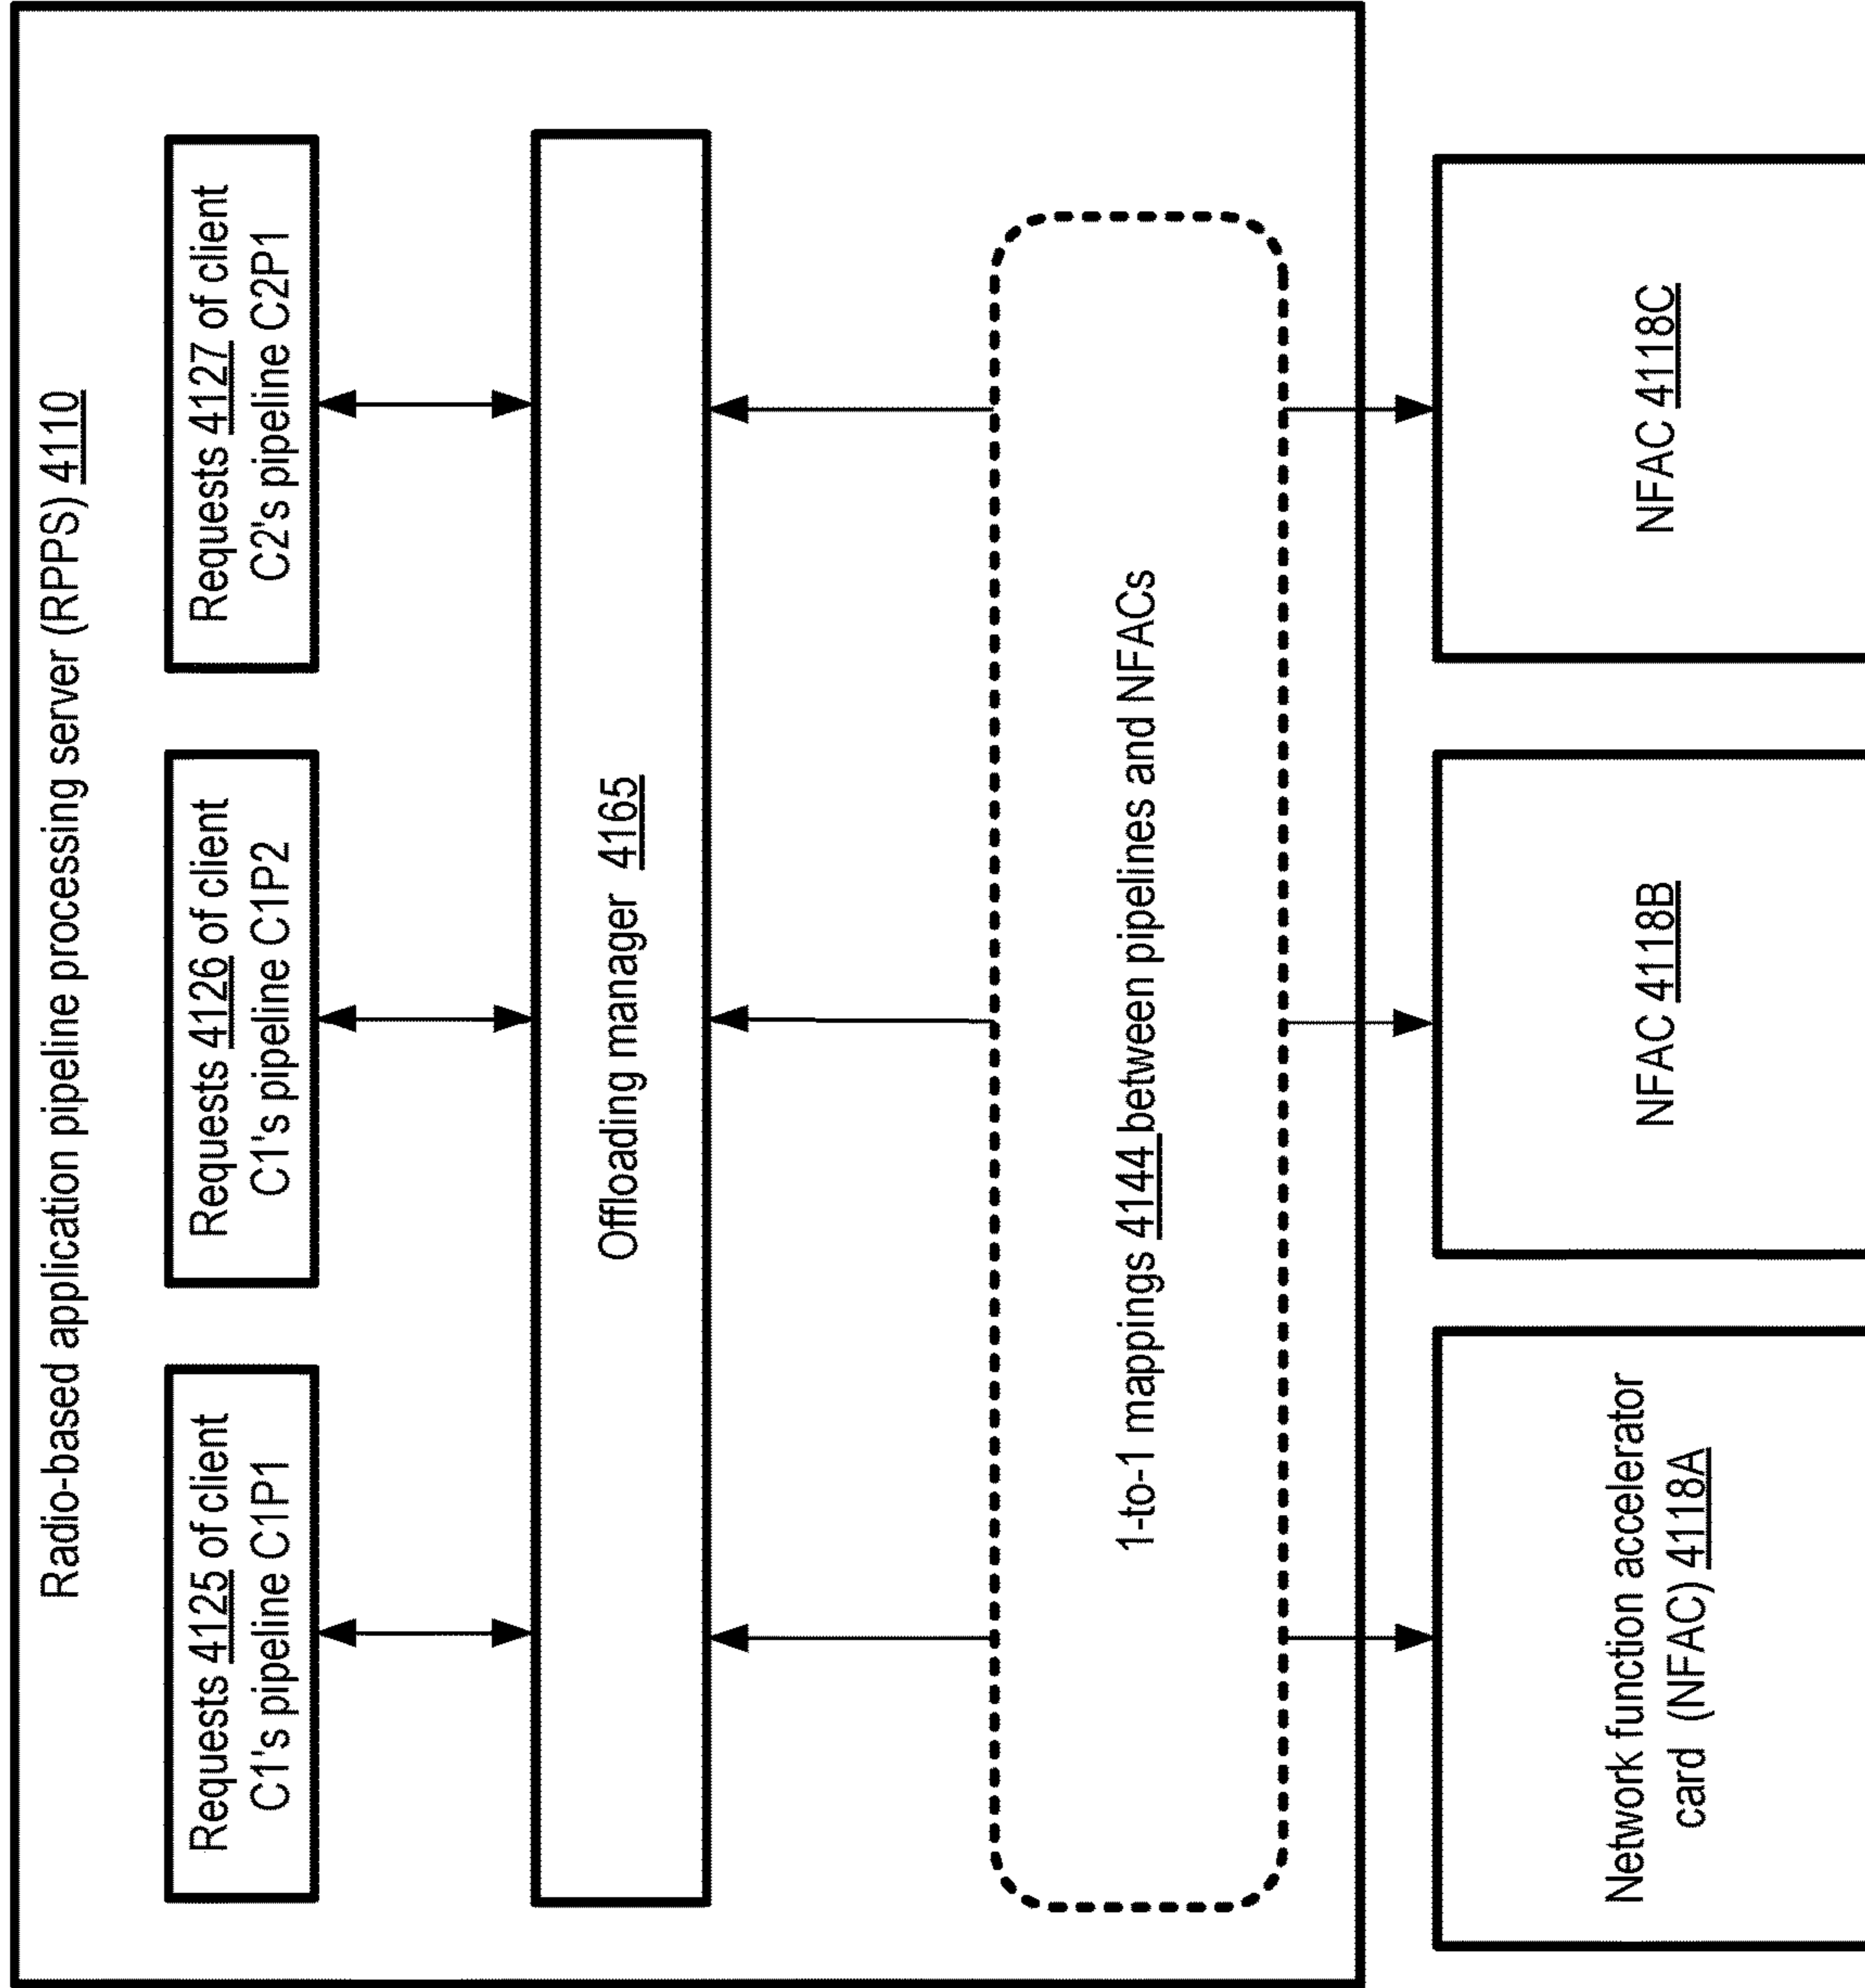 Radio-based application pipeline processing server (RPPS) 4110
Requests 4125 of client
C1's pipeline C1P1
Requests 4126 of client
C1's pipeline C1P2
Requests 4127 of client
C2's pipeline C2P1
Offloading manager 4165
1-to-1 mappings 4144 between pipelines and NFACs
Network function accelerator
card (NFAC) 4118A
NFAC 4118B
NFAC 4118C